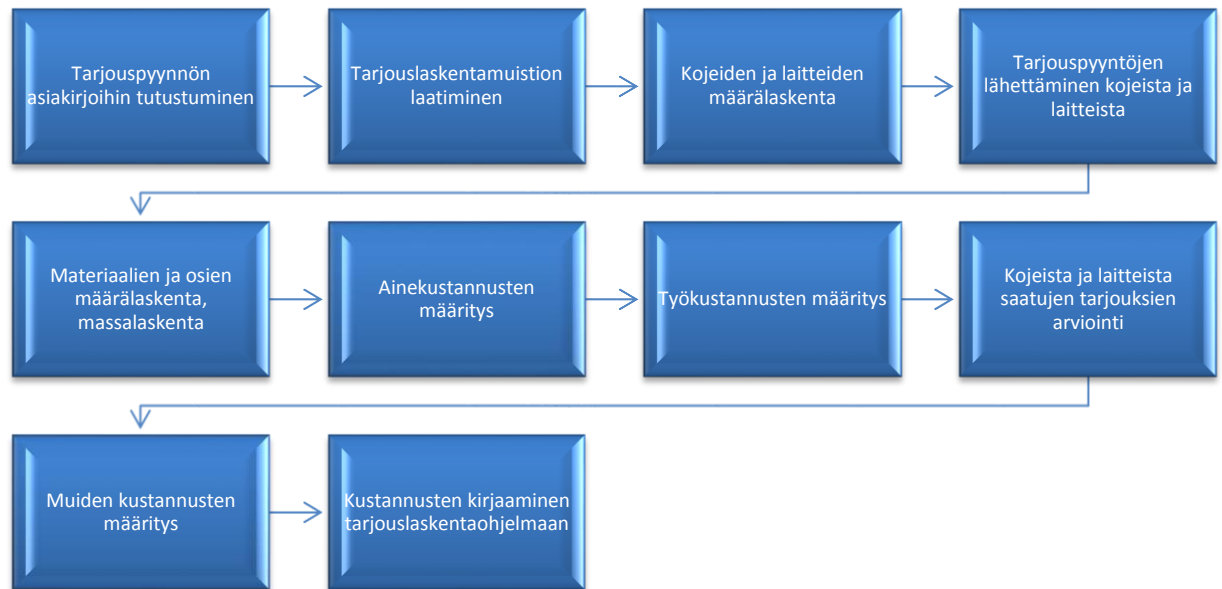 Tarjouspyynnön
asiakirjoihin tutustuminen
Tarjouslaskentamuistion
laatiminen
Kojeiden ja laitteiden
määrälaskenta
Tarjouspyyntöjen
lähettäminen kojeista ja
laitteista
Materiaalien ja osien
määrälaskenta,
massalaskenta
Ainekustannusten
määritys
Työkustannusten määritys
Kojeista ja laitteista
saatujen tarjouksien
arviointi
Muiden kustannusten
määritys
Kustannusten kirjaaminen
tarjouslaskentaohjelmaan